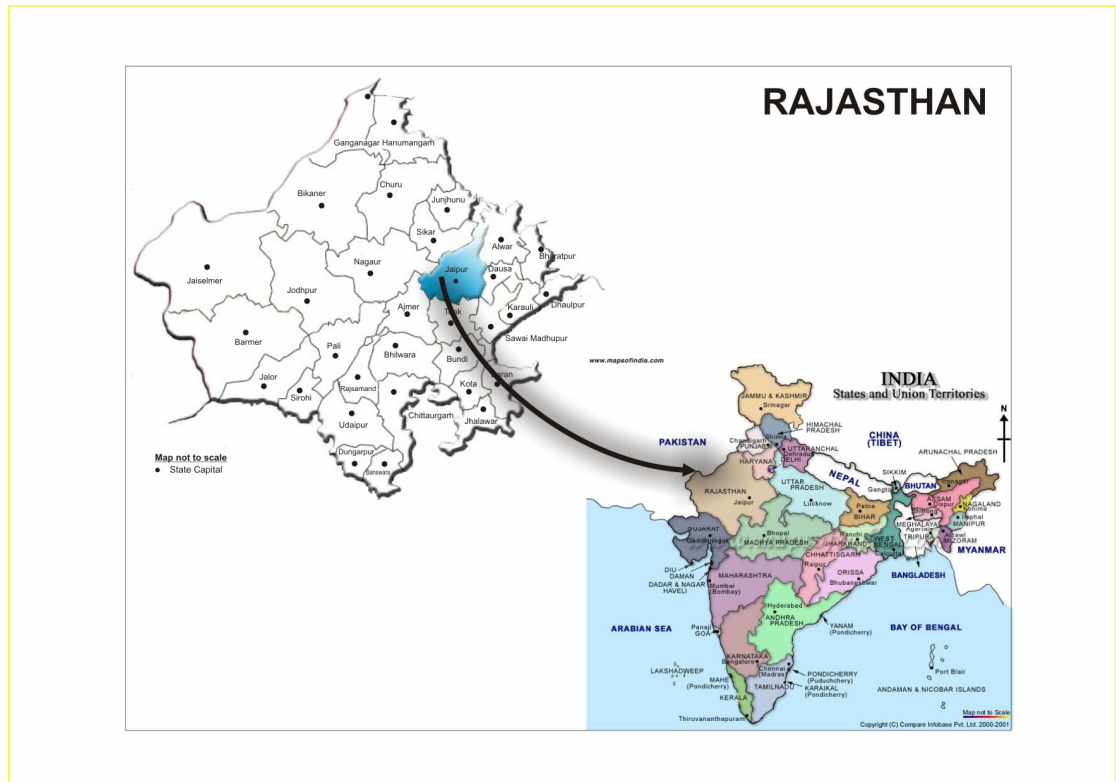 RAJASTHAN
Ganganagar Hanumangarh
Churu
Bikaner
Junjhunu
Sikar
Alwar
Bharatpur
Nagaur
Jaipur
Dausa
Jaiselmer
Jodhpur
Ajmer
Tonk
Karauli
Dhaulpur
Sawai Madhupur
Barmer
Pali
Bhilwara
Bundi
Baran
Jalor
Sirohi
Rajsamand
Kota
Chittaurgarh
Jhalawar
Udaipur
Dungarpur
Banswara
Map not to scale
State Capital
www.mapsofindia.com
INDIA
States and Union Territories
N
JAMMU & KASHMIR
Srinagar
HIMACHAL
PRADESH
Shimla
PAKISTAN
Chandigarh
PUNJAB
UTTARANCHAL
Dehradun
CHINA
(TIBET)
HARYANA
DELHI
ARUNACHAL PRADESH
RAJASTHAN
Jaipur
UTTAR
PRADESH
Lucknow
NEPAL
SIKKIM
Gangtok
BHUTAN
Itanagar
ASSAM
Dispur
NAGALAND
Kohima
Shillong
MEGHALAYA
Imphal
MANIPUR
Agartala
TRIPURA
Aizawl
MIZORAM
MYANMAR
Patna
BIHAR
GUJARAT
Gandhinagar
Bhopal
MADHYA PRADESH
Ranchi
JHARKHAND
WEST
BENGAL
Calcutta
CHHATTISGARH
Raipur
ORISSA
Bhubaneshwar
BANGLADESH
DIU
DAMAN
DADAR & NAGAR
HAVELI
MAHARASHTRA
Mumbai
(Bombay)
Hyderabad
ANDHRA
PRADESH
YANAM
(Pondicherry)
ARABIAN SEA
BAY OF BENGAL
Panaji
GOA
KARNATAKA
Bangalore
Chennai
(Madras)
PONDICHERRY
(Puduchery)
KARAIKAL
(Pondicherry)
LAKSHADWEEP
MAHE
(Pondicherry)
TAMILNADU
KERALA
Thiruvananthapuram
Port Blair
ANDAMAN & NICOBAR ISLANDS
Map not to Scale
Copyright (C) Compare Infobase Pvt. Ltd. 2000-2001